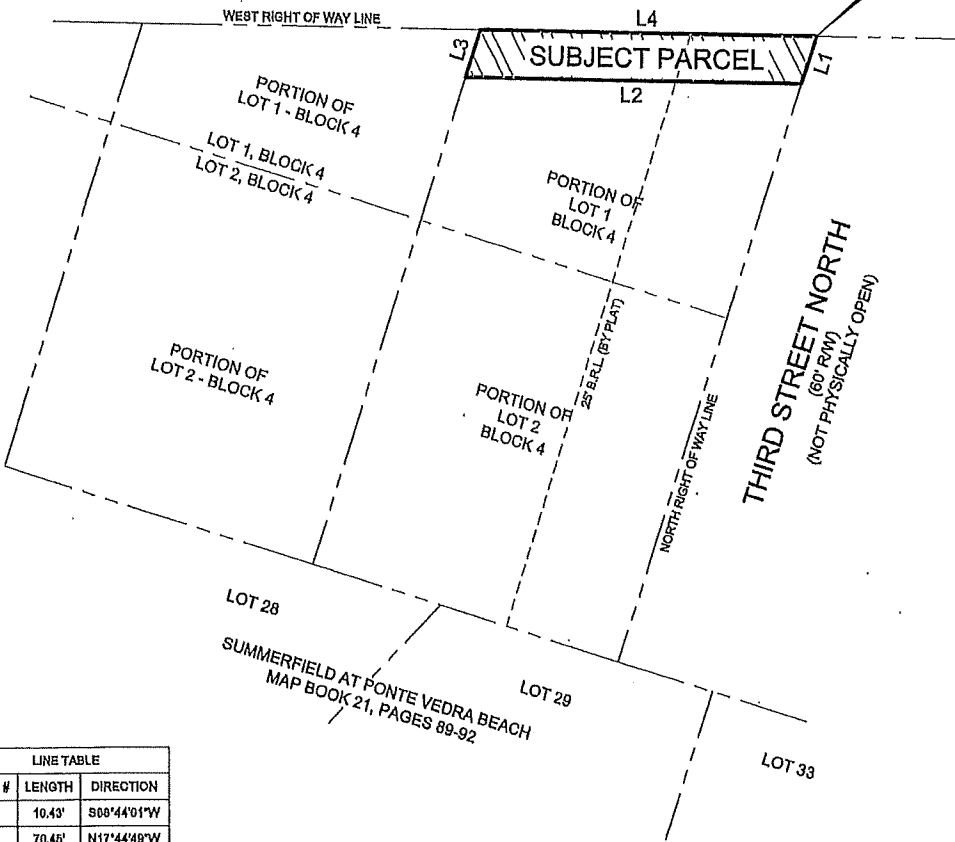 WEST RIGHT OF WAY LINE
L4
L3
SUBJECT PARCEL
L1
L2
PORTION OF
LOT 1 - BLOCK 4
LOT 1, BLOCK 4
LOT 2, BLOCK 4
PORTION OF
LOT 1
BLOCK 4
THIRD STREET NORTH
(60' R/W)
(NOT PHYSICALLY OPEN)
25' B.R.L. (BY PLAT)
PORTION OF
LOT 2 - BLOCK 4
PORTION OF
LOT 2
BLOCK 4
NORTH RIGHT OF WAY LINE
LOT 28
SUMMERFIELD AT PONTE VEDRA BEACH
MAP BOOK 21, PAGES 89-92
LOT 29
LOT 33
LINE TABLE
# LENGTH DIRECTION
10.43'
70.45' N17°44'49"W